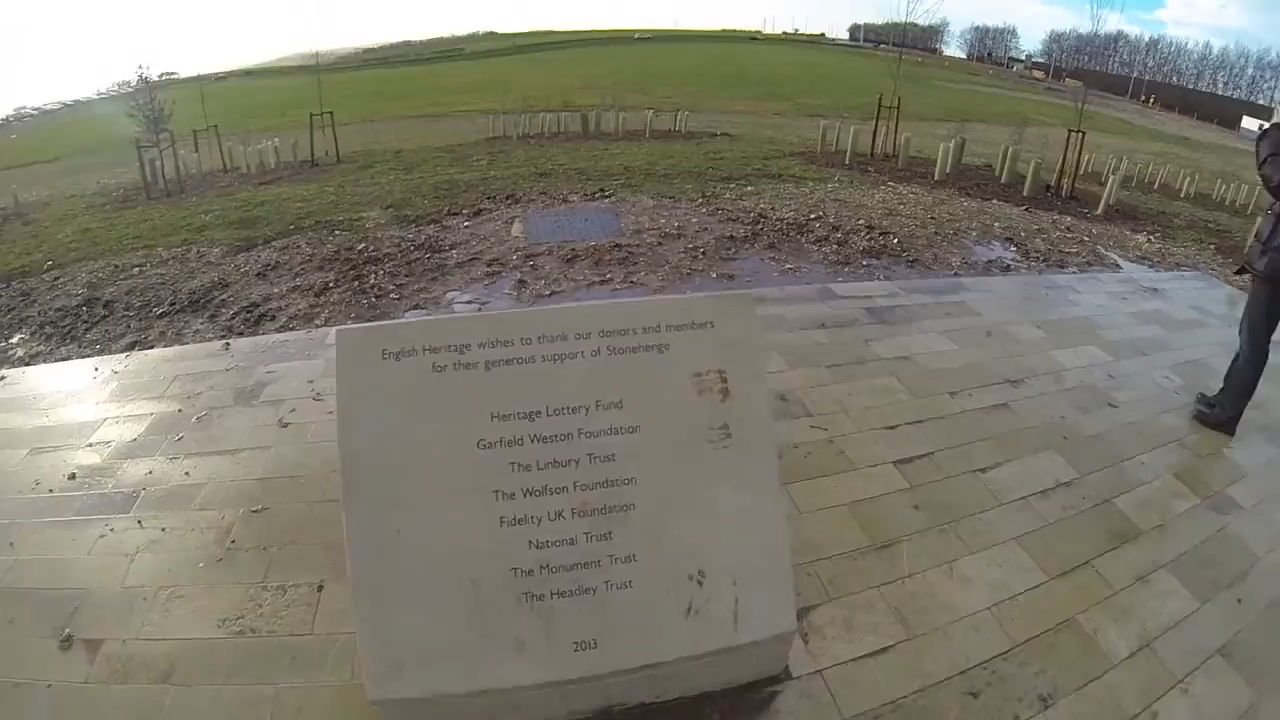 English Heritage wishes to thank our donors and members
for their generous support of Stonehenge
Heritage Lottery Fund
Garfield Weston Foundation
The Linbury Trust
The Wolfson Foundation
Fidelity UK Foundation
National Trust
The Monument Trust
The Headley Trust
2013